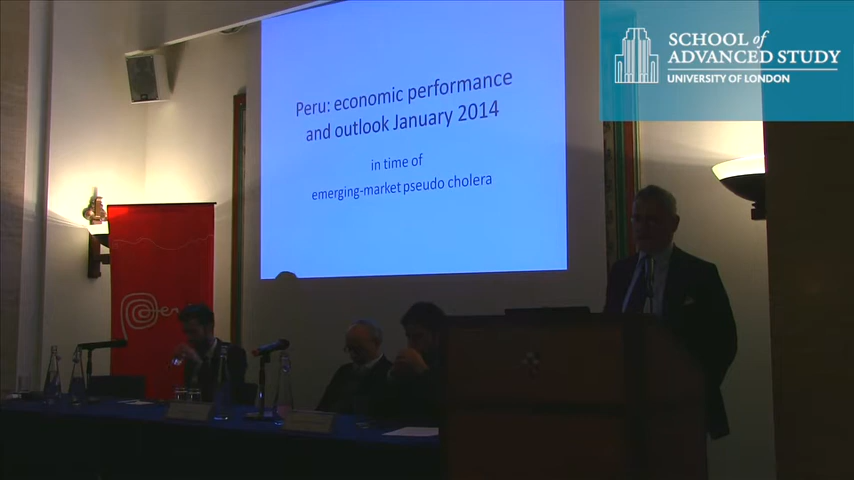 Peru: economic performance
and outlook January 2014
in time of
emerging-market pseudo cholera
SCHOOL of
ADVANCED STUDY
UNIVERSITY OF LONDON